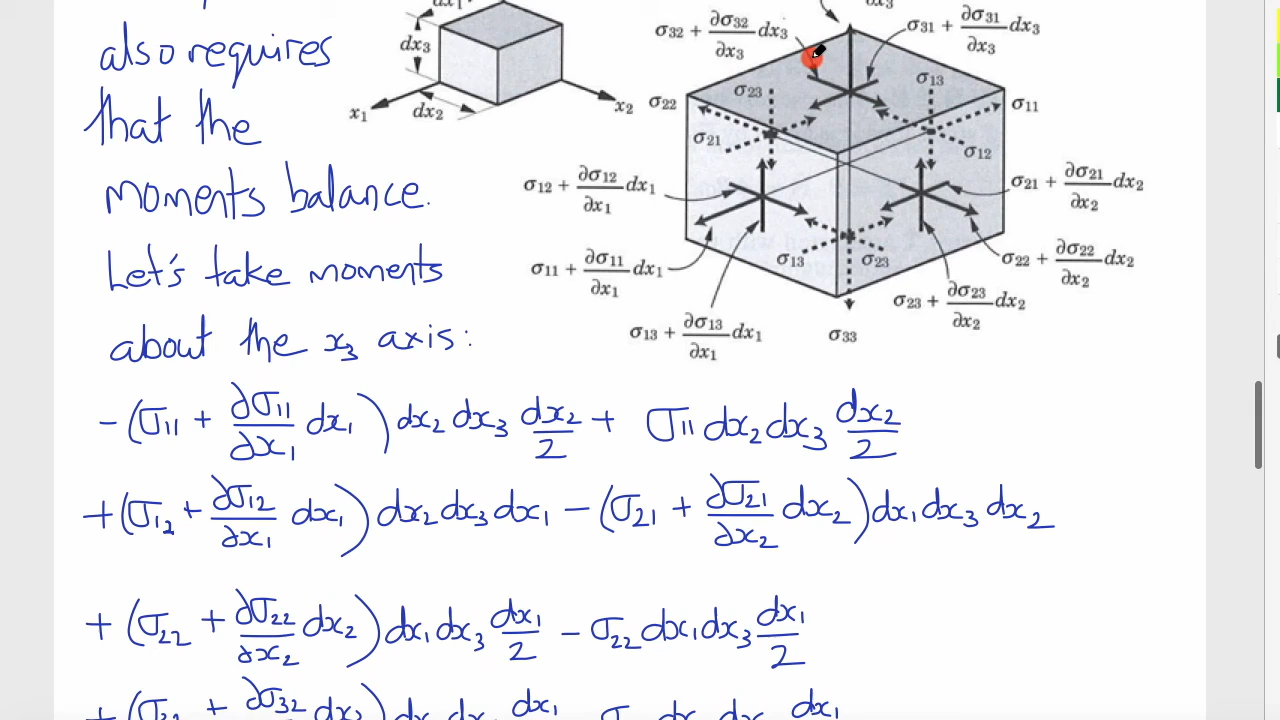 also requires
that the
moments balance.
Let's take moments
about the x₃ axis:
dx₃
dx₂
x₁
x₂
σ₃₂ + ∂σ₃₂/∂x₃ dx₃
σ₃₁ + ∂σ₃₁/∂x₃ dx₃
σ₂₂
σ₂₃
σ₁₃
σ₁₁
σ₂₁
σ₁₂
σ₁₂ + ∂σ₁₂/∂x₁ dx₁
σ₂₁ + ∂σ₂₁/∂x₂ dx₂
σ₁₁ + ∂σ₁₁/∂x₁ dx₁
σ₁₃
σ₂₃
σ₂₂ + ∂σ₂₂/∂x₂ dx₂
σ₁₃ + ∂σ₁₃/∂x₁ dx₁
σ₃₃
σ₂₃ + ∂σ₂₃/∂x₂ dx₂
-(σ₁₁ + ∂σ₁₁/∂x₁ dx₁) dx₂ dx₃ dx₂/2 + σ₁₁ dx₂ dx₃ dx₂/2
+(σ₁₂ + ∂σ₁₂/∂x₁ dx₁) dx₂ dx₃ dx₁ - (σ₂₁ + ∂σ₂₁/∂x₂ dx₂) dx₁ dx₃ dx₂
+ (σ₂₂ + ∂σ₂₂/∂x₂ dx₂) dx₁ dx₃ dx₁/2 - σ₂₂ dx₁ dx₃ dx₁/2